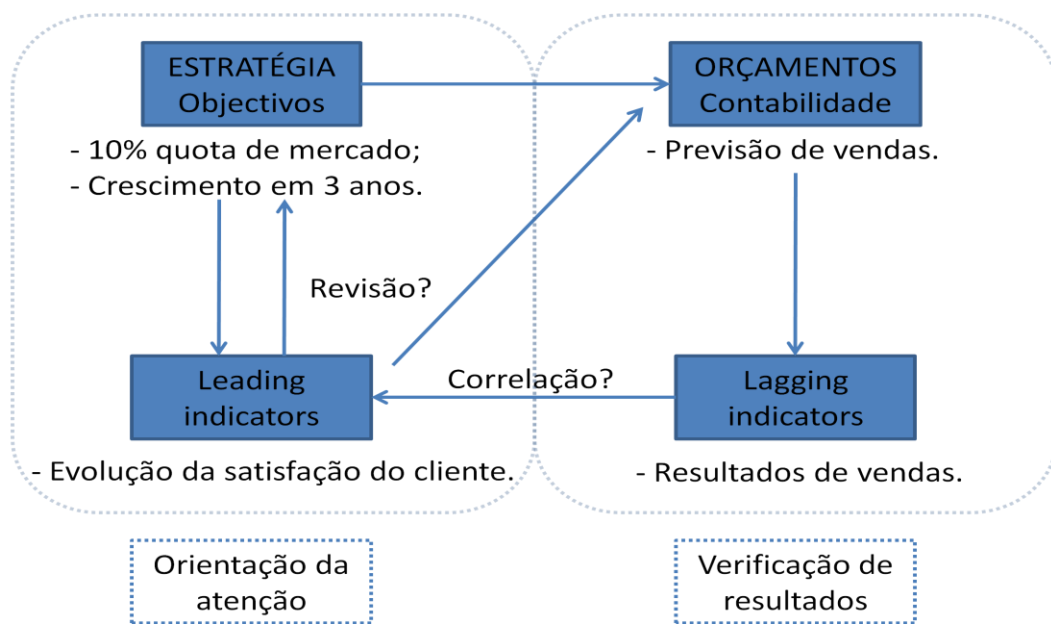 ESTRATÉGIA
Objectivos
- 10% quota de mercado;
- Crescimento em 3 anos.
ORÇAMENTOS
Contabilidade
- Previsão de vendas.
Revisão?
Correlação?
Leading
indicators
- Evolução da satisfação do cliente.
Lagging
indicators
- Resultados de vendas.
Orientação da
atenção
Verificação de
resultados